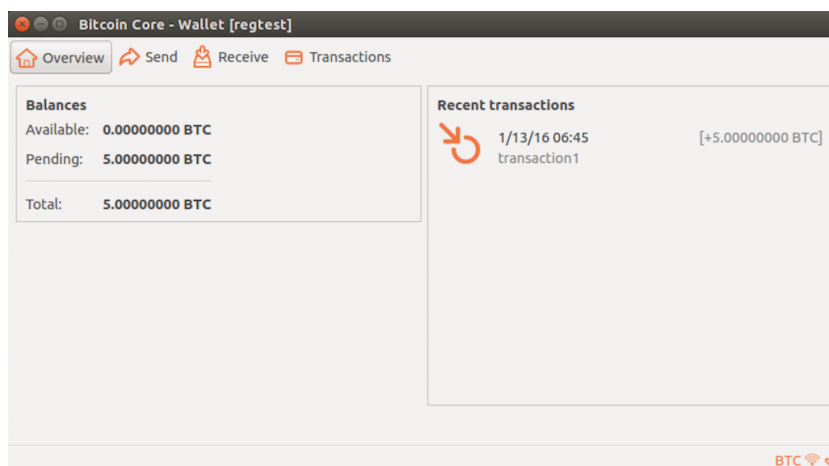 Bitcoin Core - Wallet [regtest]
Overview Send Receive Transactions
Balances
Available: 0.00000000 BTC
Pending: 5.00000000 BTC
Total: 5.00000000 BTC
Recent transactions
1/13/16 06:45 [+5.00000000 BTC]
transaction1
BTC